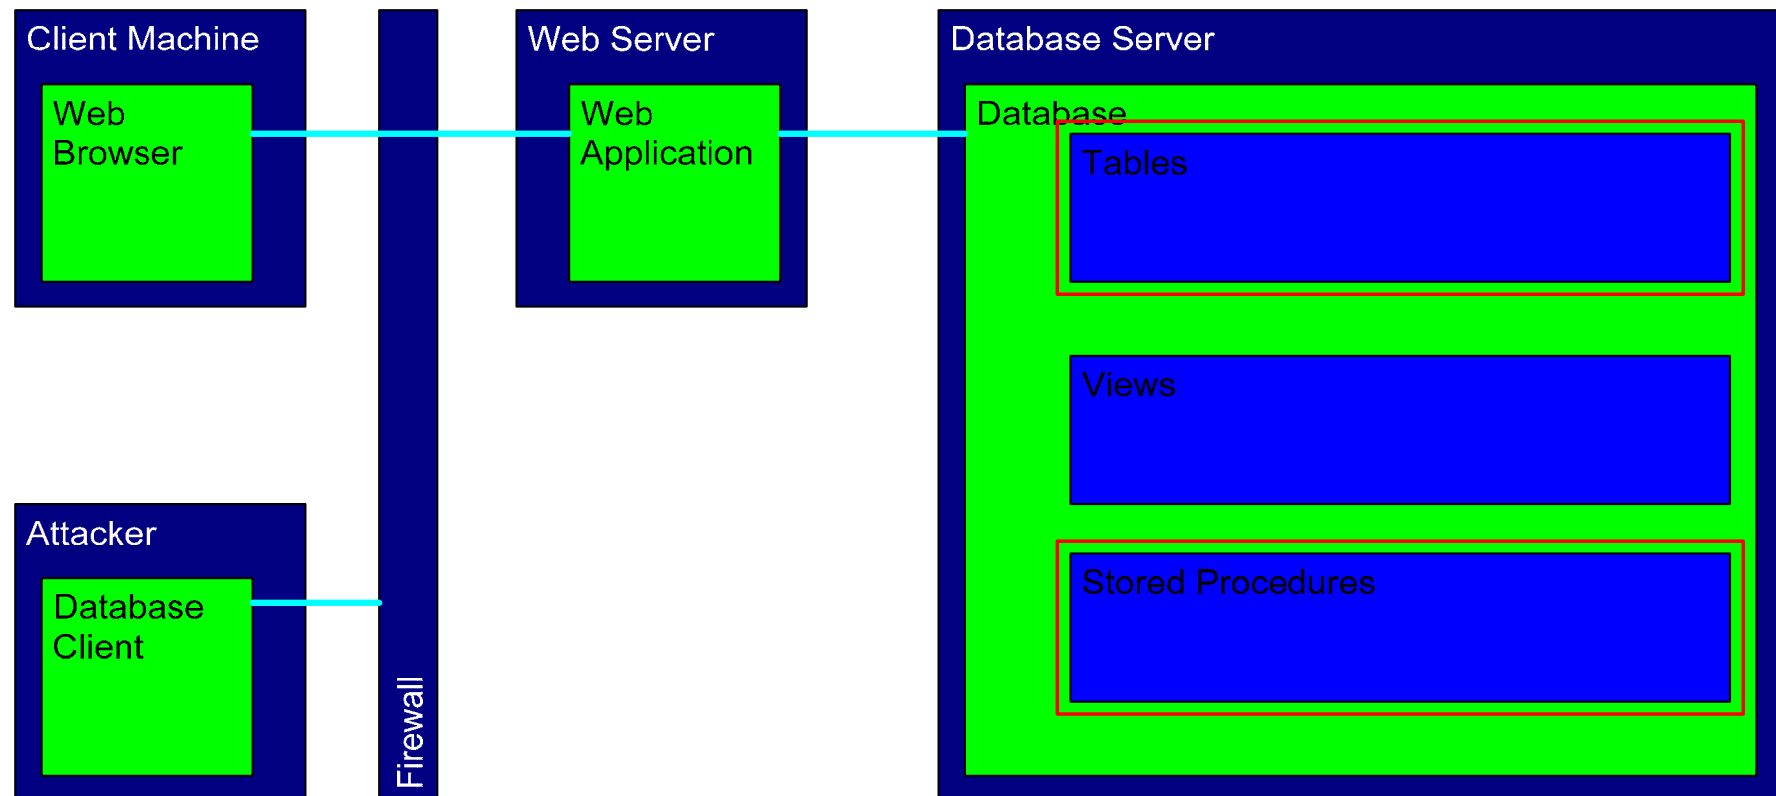 Client Machine
Web
Browser
Firewall
Web Server
Web
Application
Database Server
Database
Tables
Views
Stored Procedures
Attacker
Database
Client